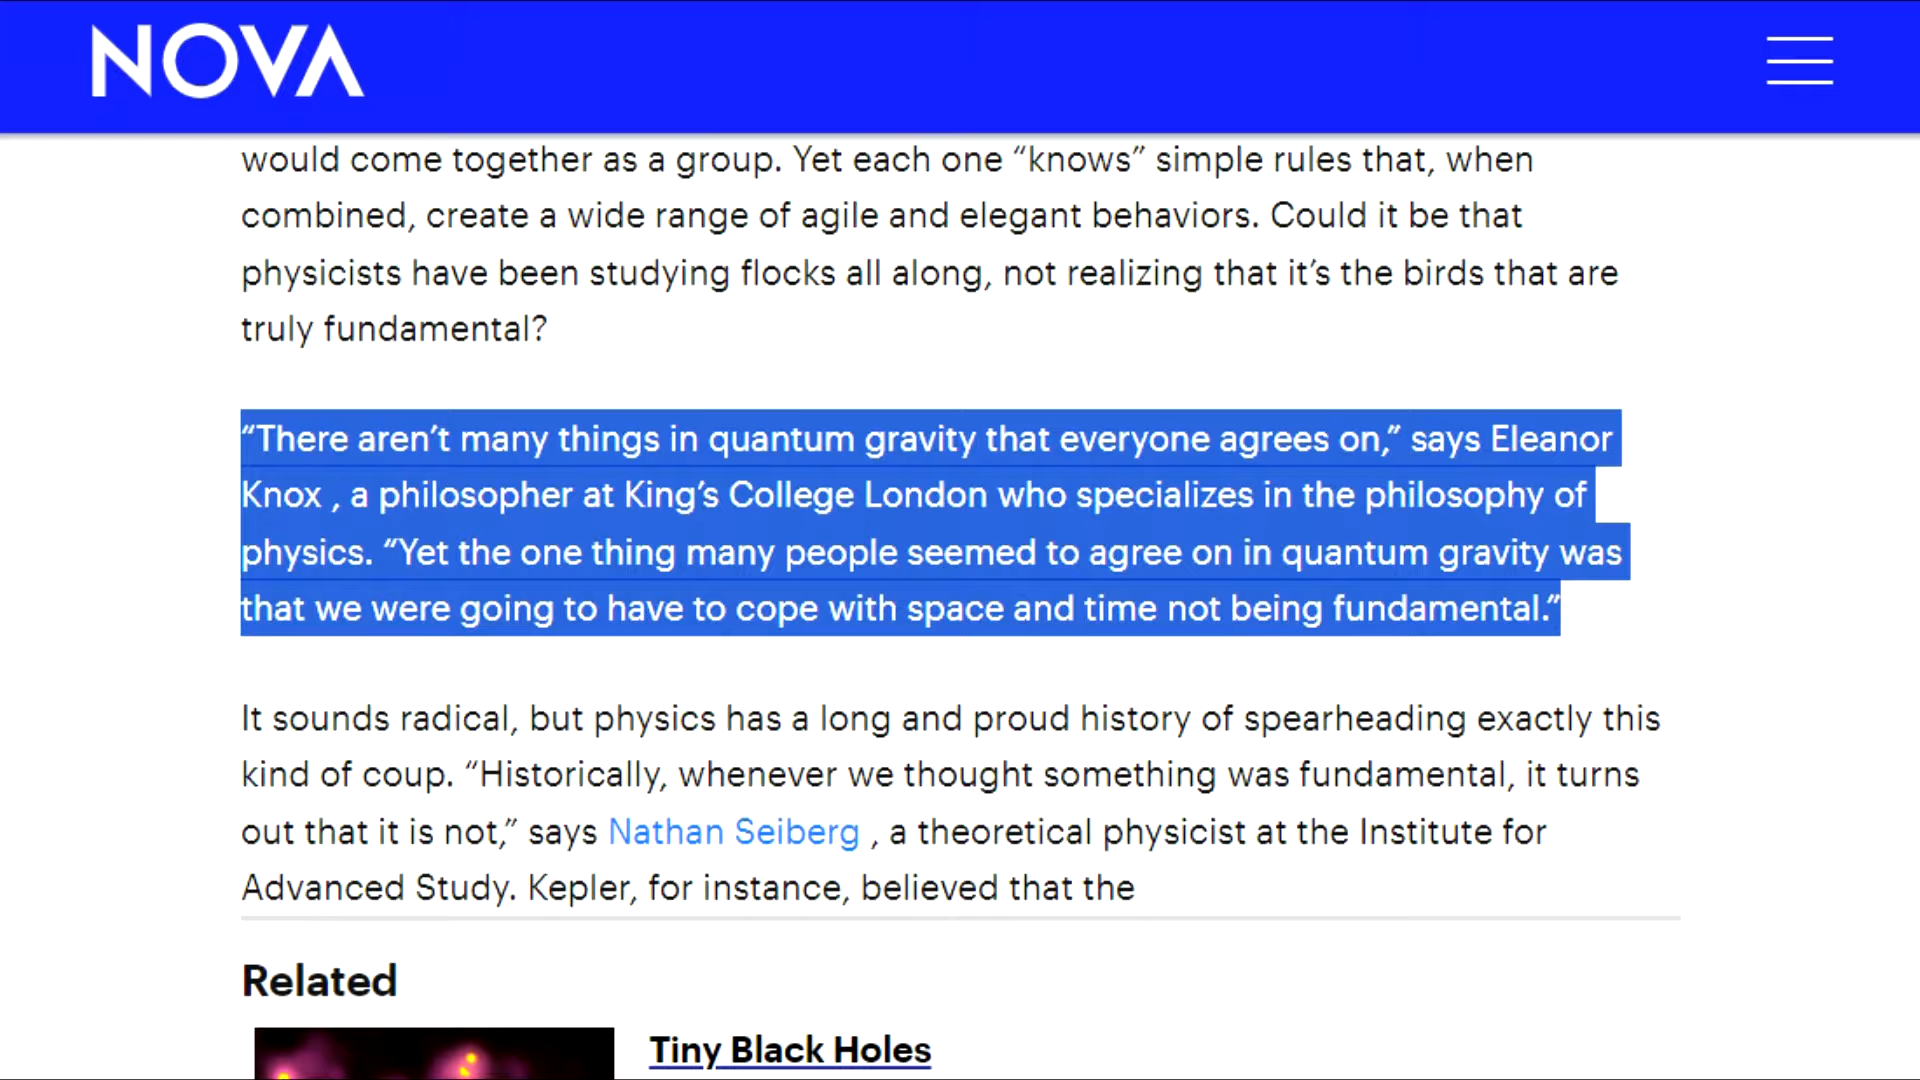 NOVA
would come together as a group. Yet each one “knows” simple rules that, when
combined, create a wide range of agile and elegant behaviors. Could it be that
physicists have been studying flocks all along, not realizing that it’s the birds that are
truly fundamental?
“There aren’t many things in quantum gravity that everyone agrees on,” says Eleanor
Knox , a philosopher at King’s College London who specializes in the philosophy of
physics. “Yet the one thing many people seemed to agree on in quantum gravity was
that we were going to have to cope with space and time not being fundamental.”
It sounds radical, but physics has a long and proud history of spearheading exactly this
kind of coup. “Historically, whenever we thought something was fundamental, it turns
out that it is not,” says Nathan Seiberg , a theoretical physicist at the Institute for
Advanced Study. Kepler, for instance, believed that the
Related
Tiny Black Holes